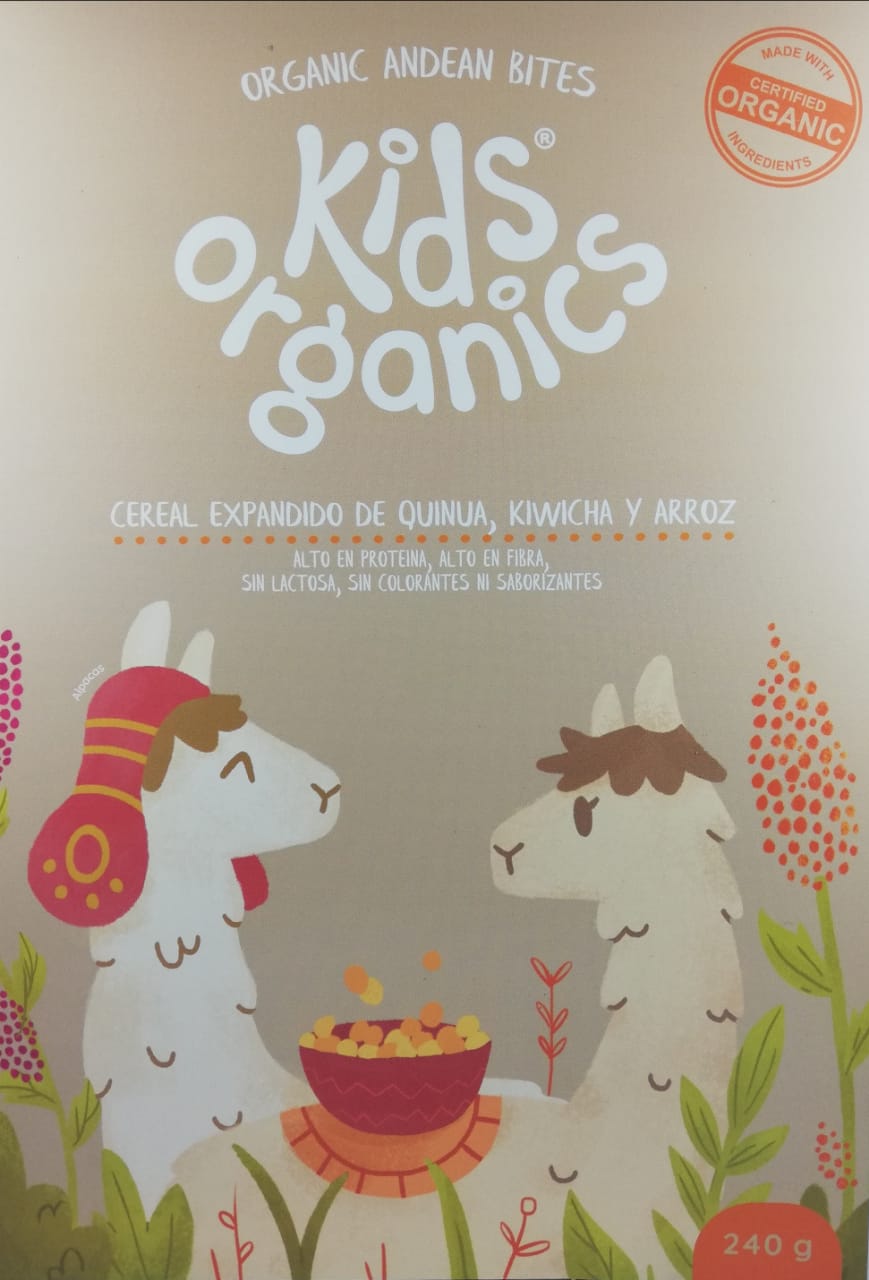 ORGANIC ANDEAN BITES
MADE WITH
CERTIFIED
ORGANIC
INGREDIENTS
Kids®
organics
CEREAL EXPANDIDO DE QUINUA, KIWICHA Y ARROZ
ALTO EN PROTEINA, ALTO EN FIBRA,
SIN LACTOSA, SIN COLORANTES NI SABORIZANTES
Alpacas
240 g